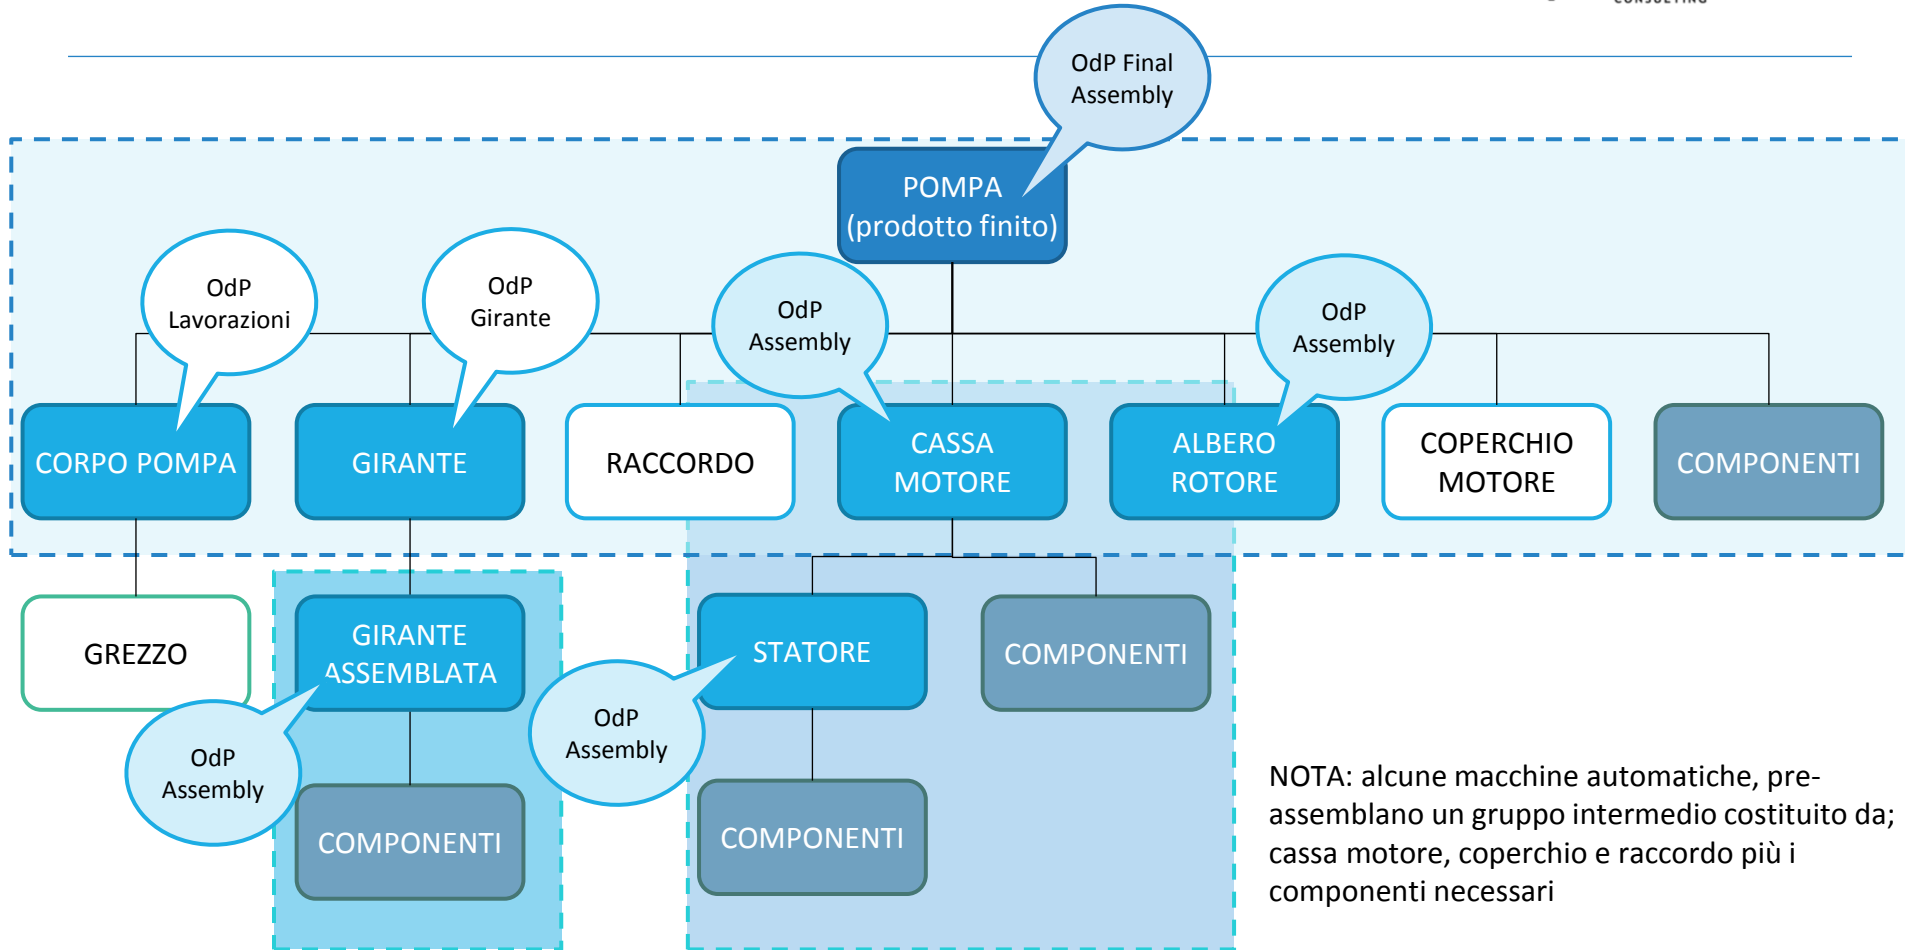 CONSULTING
OdP Final
Assembly
POMPA
(prodotto finito)
OdP
Lavorazioni
OdP
Girante
OdP
Assembly
OdP
Assembly
CORPO POMPA
GIRANTE
RACCORDO
CASSA
MOTORE
ALBERO
ROTORE
COPERCHIO
MOTORE
COMPONENTI
GREZZO
GIRANTE
ASSEMBLATA
STATORE
COMPONENTI
OdP
Assembly
OdP
Assembly
COMPONENTI
COMPONENTI
NOTA: alcune macchine automatiche, pre-
assemblano un gruppo intermedio costituito da;
cassa motore, coperchio e raccordo più i
componenti necessari